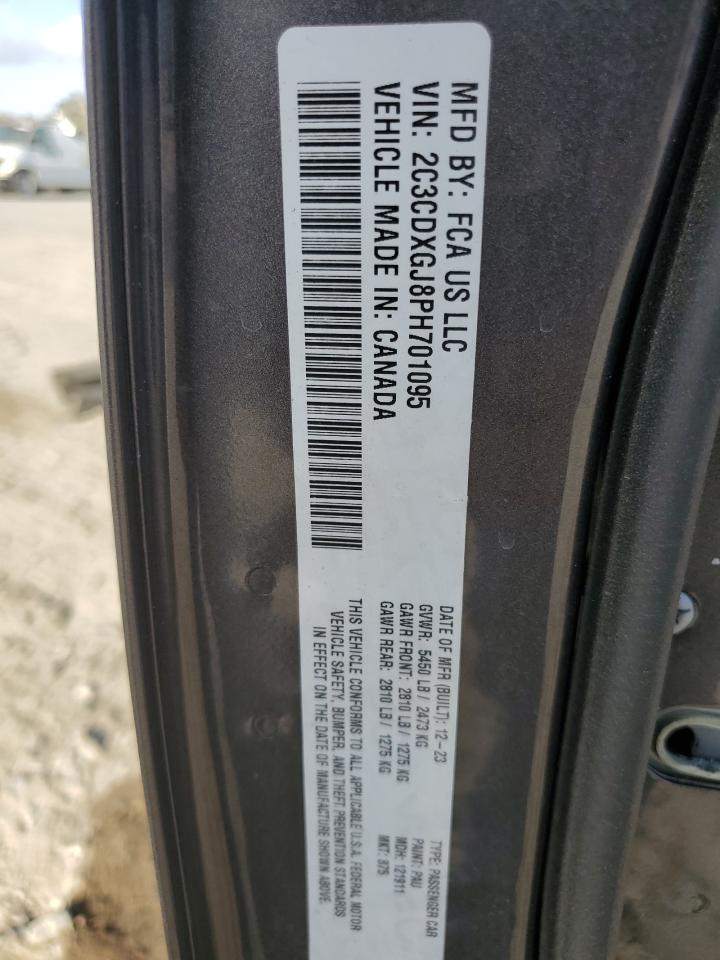 MFD BY: FCA US LLC
VIN: 2C3CDXGJ8PH701095
VEHICLE MADE IN: CANADA
DATE OF MFR (BUILT): 12-23
GVWR: 5450 LB / 2473 KG
GAWR FRONT: 2810 LB / 1275 KG
GAWR REAR: 2810 LB / 1275 KG
THIS VEHICLE CONFORMS TO ALL APPLICABLE U.S.A. FEDERAL MOTOR
VEHICLE SAFETY, BUMPER, AND THEFT PREVENTION STANDARDS
IN EFFECT ON THE DATE OF MANUFACTURE SHOWN ABOVE.
TYPE: PASSENGER CAR
PAINT: PAU
MDH: 121911
MKT: 875